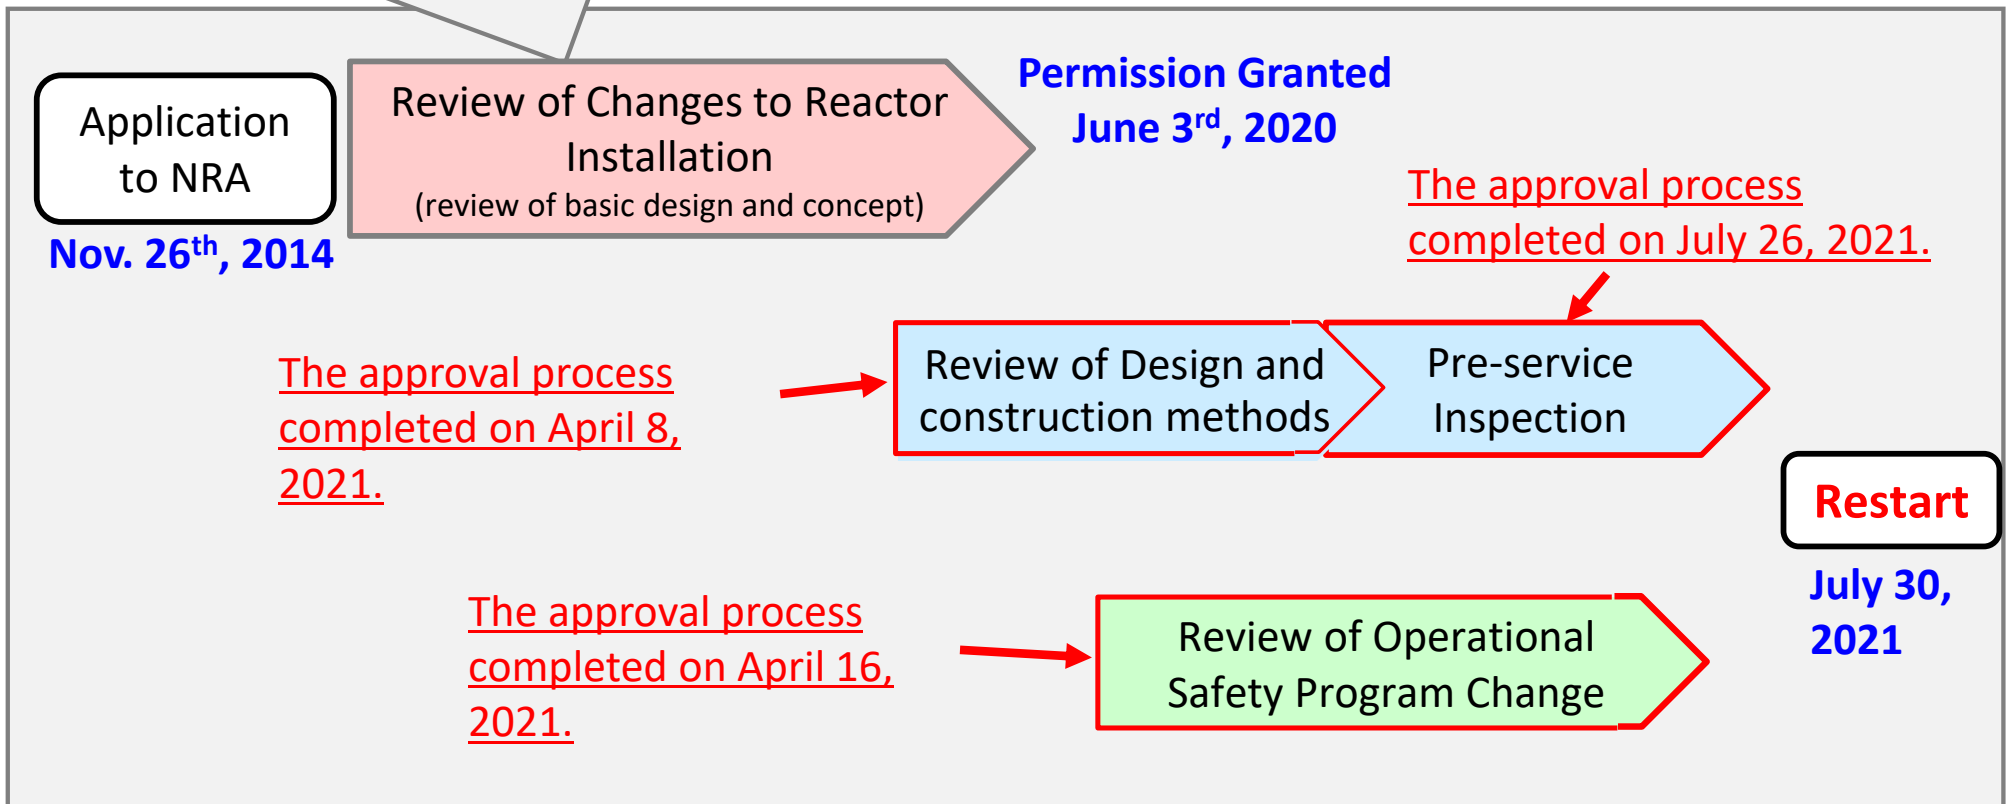 Application
to NRA
Nov. 26th, 2014
Review of Changes to Reactor
Installation
(review of basic design and concept)
Permission Granted
June 3rd, 2020
The approval process
completed on July 26, 2021.
The approval process
completed on April 8,
2021.
Review of Design and
construction methods
Pre-service
Inspection
Restart
July 30,
2021
The approval process
completed on April 16,
2021.
Review of Operational
Safety Program Change